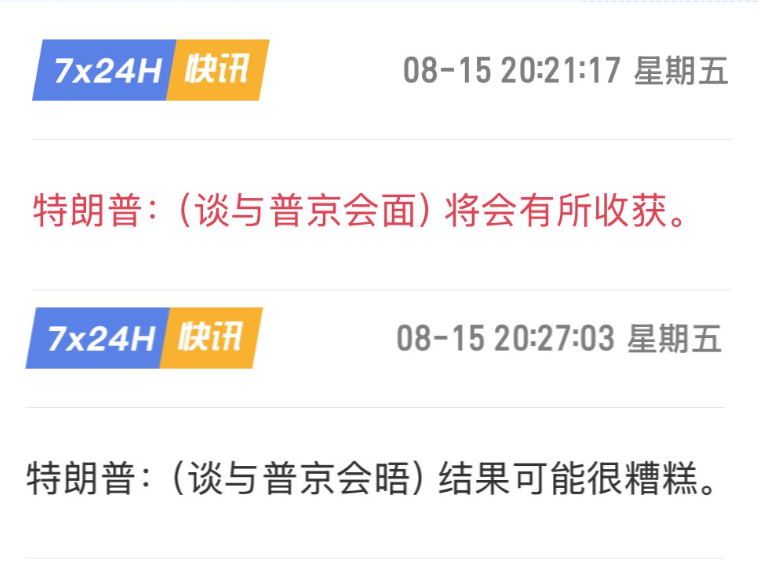 7x24H 快讯 08-15 20:21:17 星期五
特朗普:(谈与普京会面)将会有所收获。
7x24H 快讯 08-15 20:27:03 星期五
特朗普:(谈与普京会晤)结果可能很糟糕。